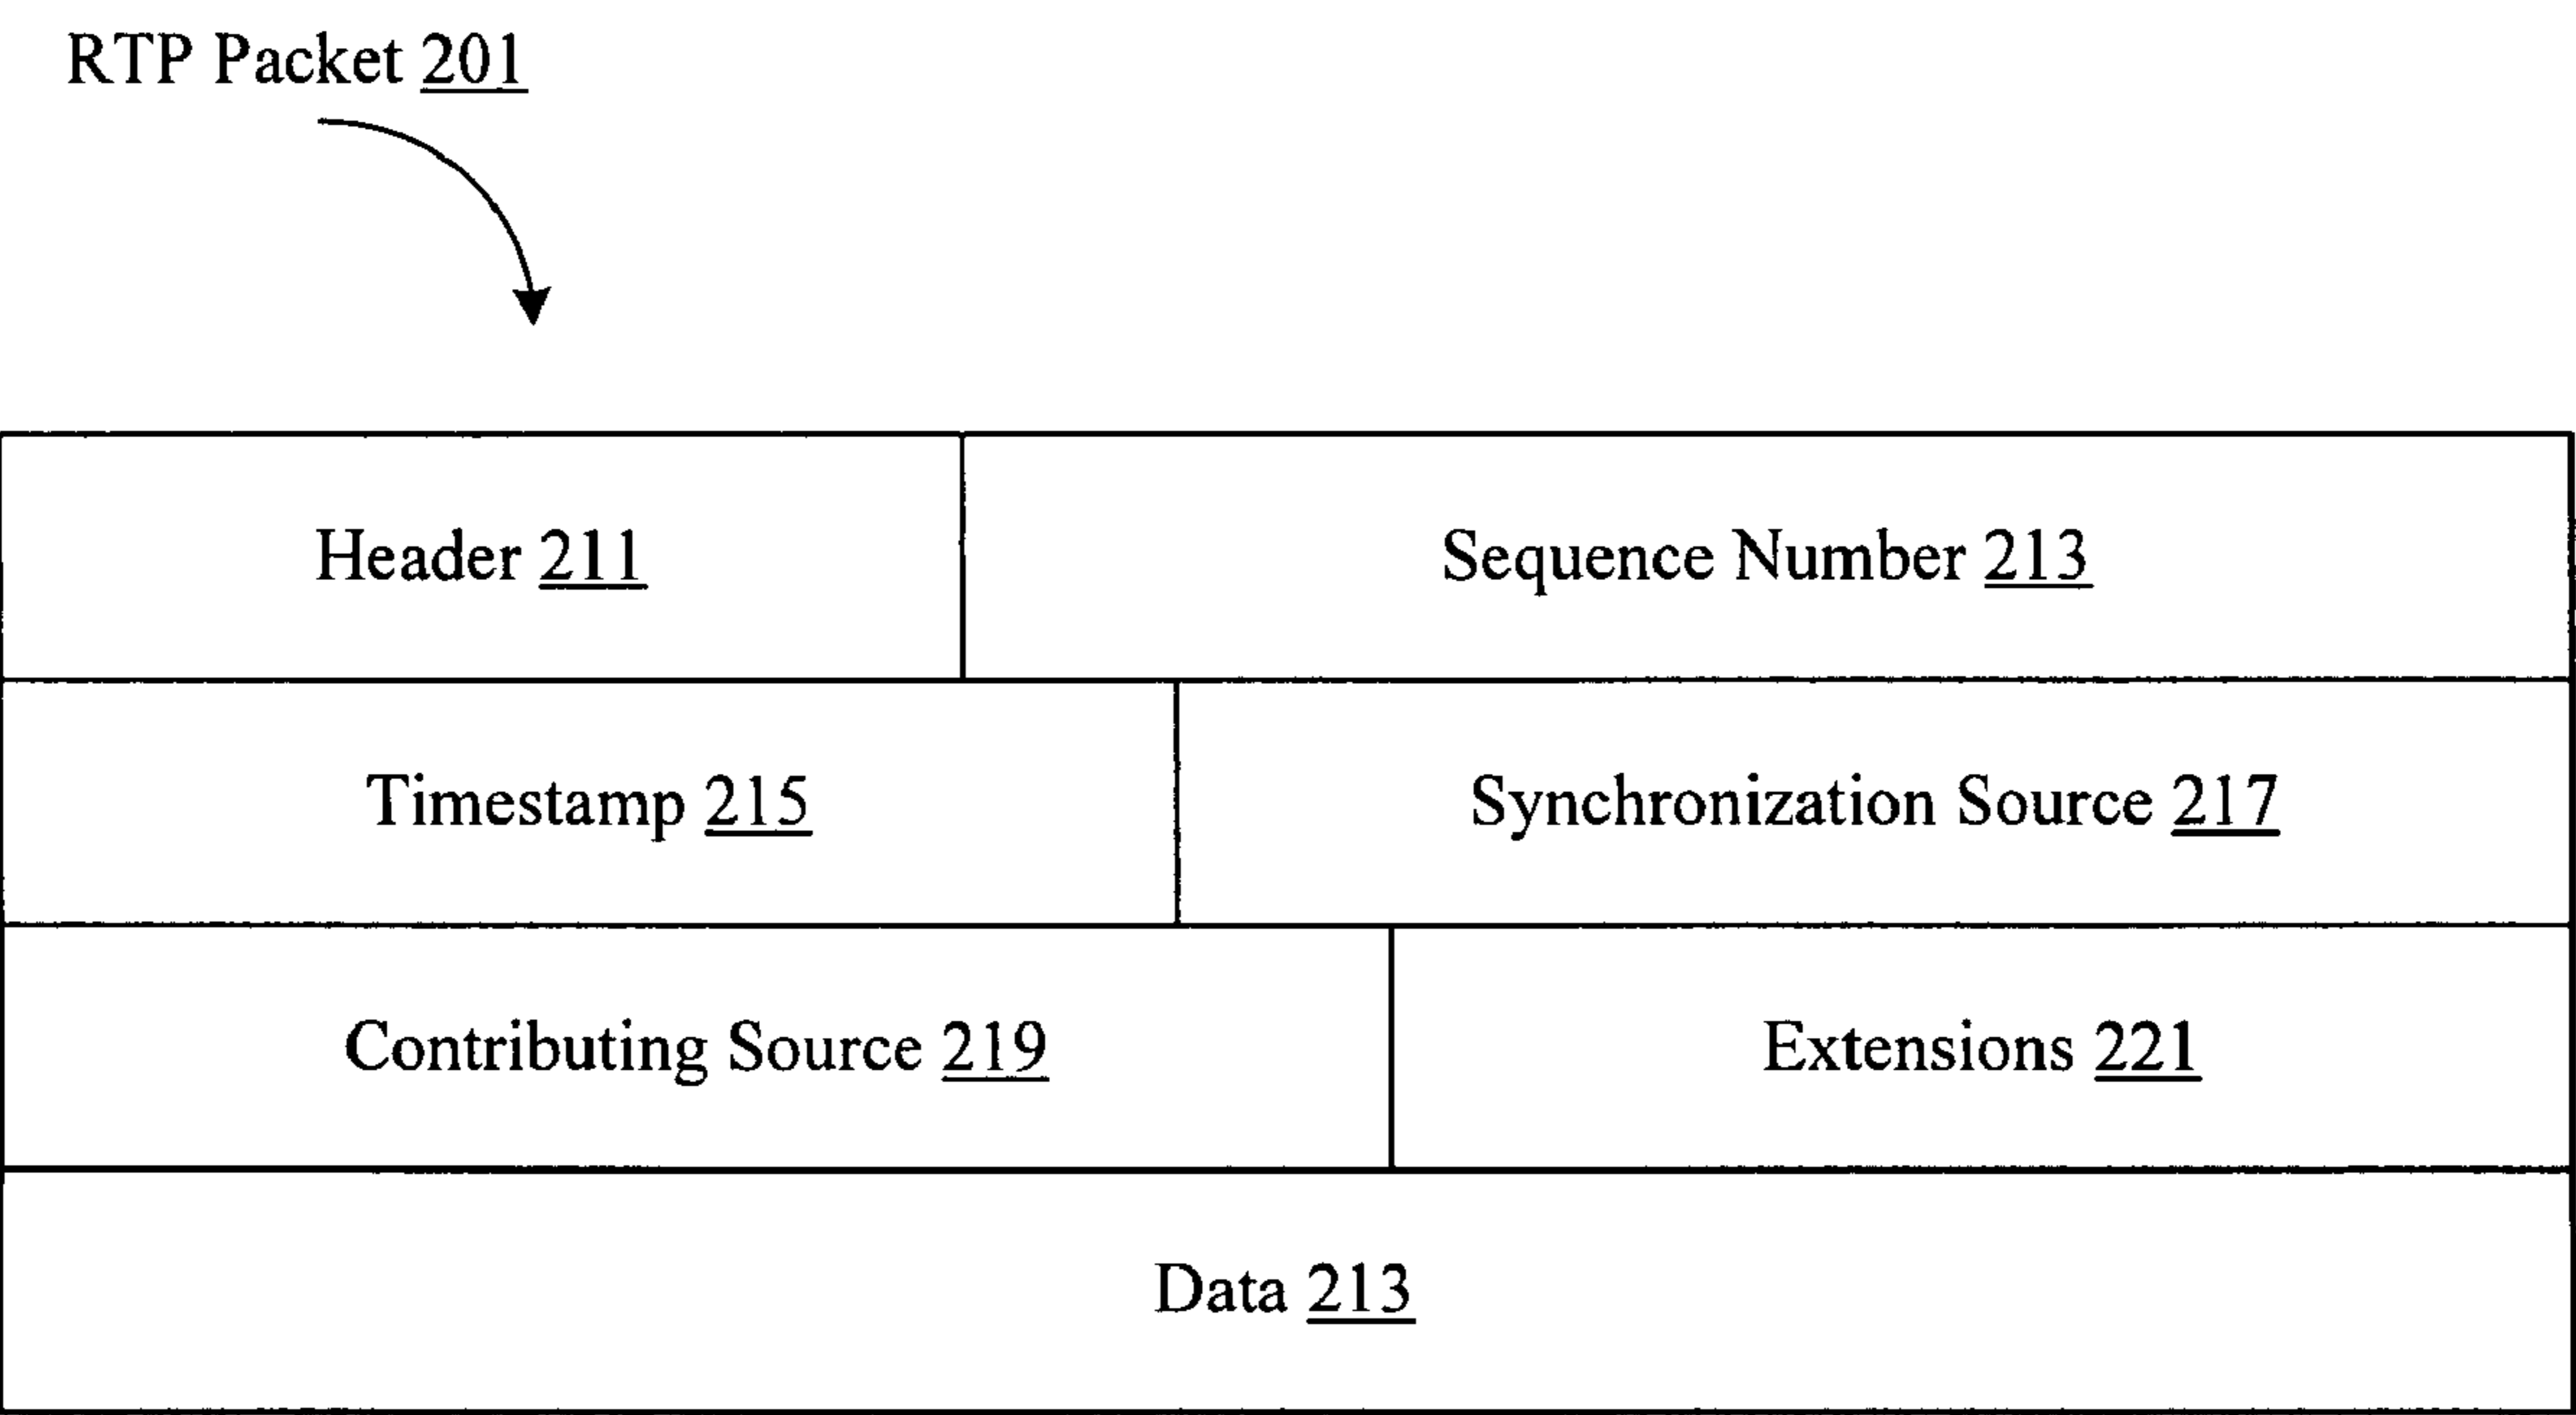 RTP Packet 201
Header 211
Sequence Number 213
Timestamp 215
Synchronization Source 217
Contributing Source 219
Extensions 221
Data 213